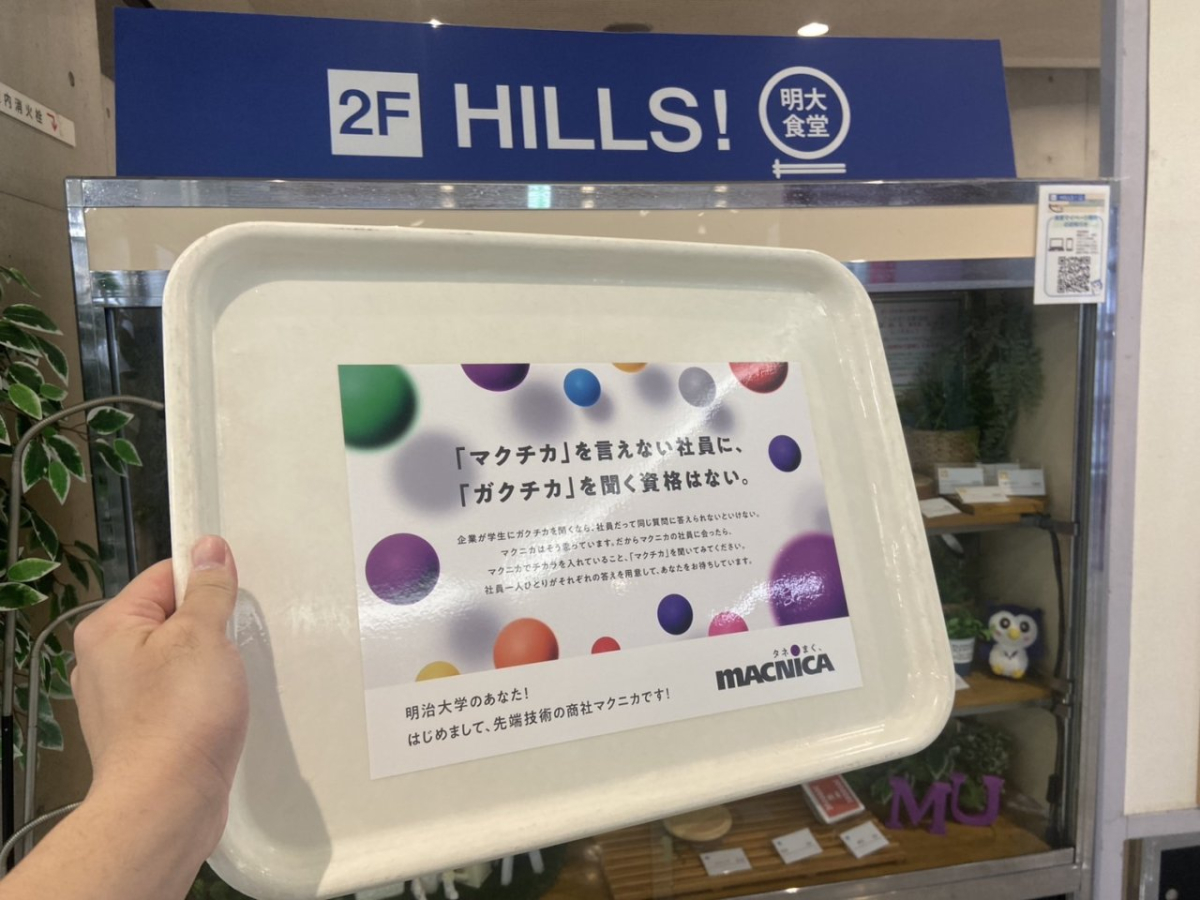 内消火栓
2F HILLS! 明大食堂
「マクチカ」を言えない社員に、
「ガクチカ」を聞く資格はない。
企業が学生にガクチカを聞くなら、社員だって同じ質問に答えられないといけない。
マクニカはそう思っています。だからマクニカの社員に会ったら、
マクニカでチカラを入れていること、「マクチカ」を聞いてみてください。
社員一人ひとりがそれぞれの答えを用意して、あなたをお待ちしています。
タネまく。
MACNICA
明治大学のあなた!
はじめまして、先端技術の商社マクニカです!
MU